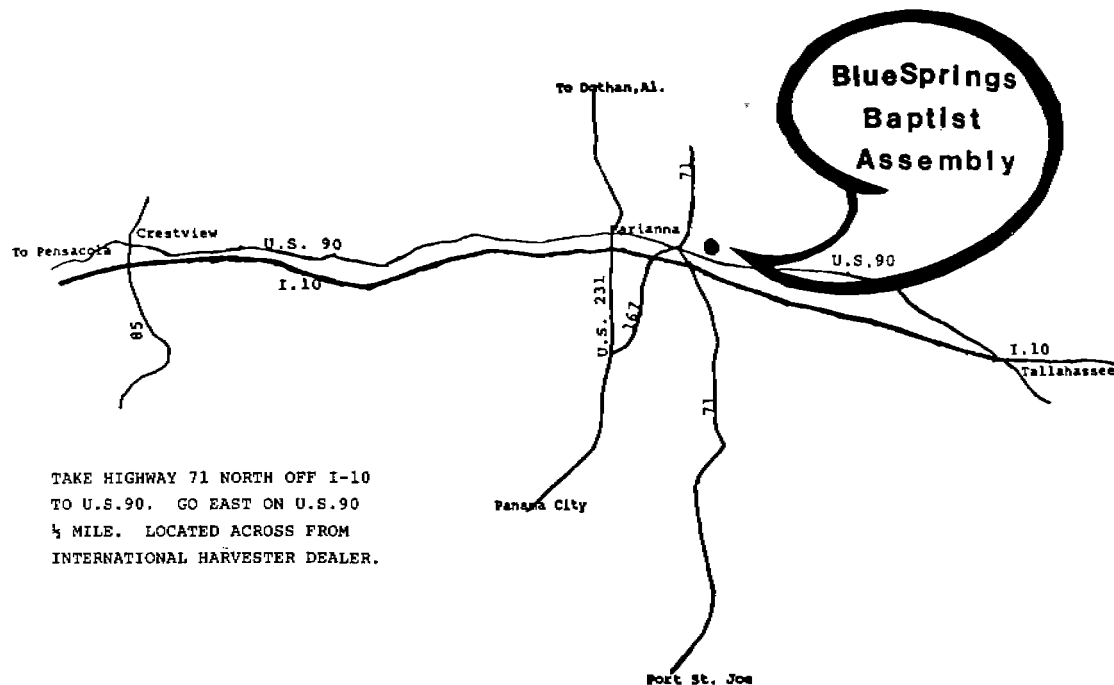 BlueSprings
Baptist
Assembly
To Dothan,Al.
71
To Pensacola
Crestview
U.S. 90
Marianna
U.S.90
I.10
85
U.S. 231
167
I.10
Tallahassee
71
Panama City
Port St. Joe
TAKE HIGHWAY 71 NORTH OFF I-10
TO U.S.90. GO EAST ON U.S.90
½ MILE. LOCATED ACROSS FROM
INTERNATIONAL HARVESTER DEALER.